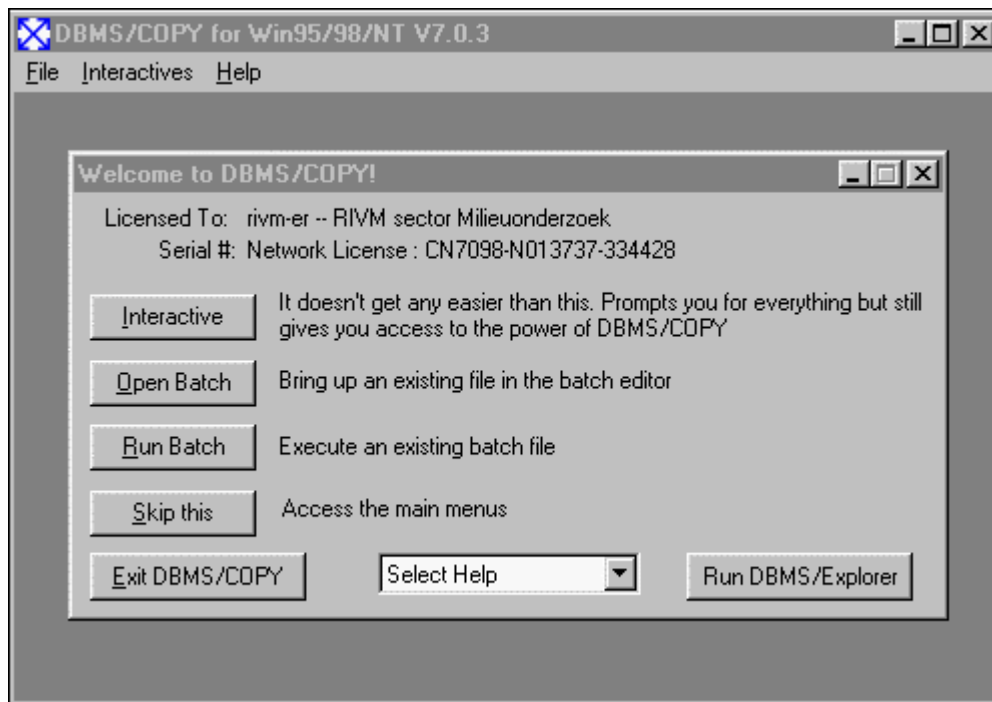 DBMS/COPY for Win95/98/NT V7.0.3
File Interactives Help
Welcome to DBMS/COPY!
Licensed To: rivm-er -- RIVM sector Milieuonderzoek
Serial #: Network License : CN7098-N013737-334428
Interactive
It doesn't get any easier than this. Prompts you for everything but still
gives you access to the power of DBMS/COPY
Open Batch
Bring up an existing file in the batch editor
Run Batch
Execute an existing batch file
Skip this
Access the main menus
Exit DBMS/COPY
Select Help
Run DBMS/Explorer